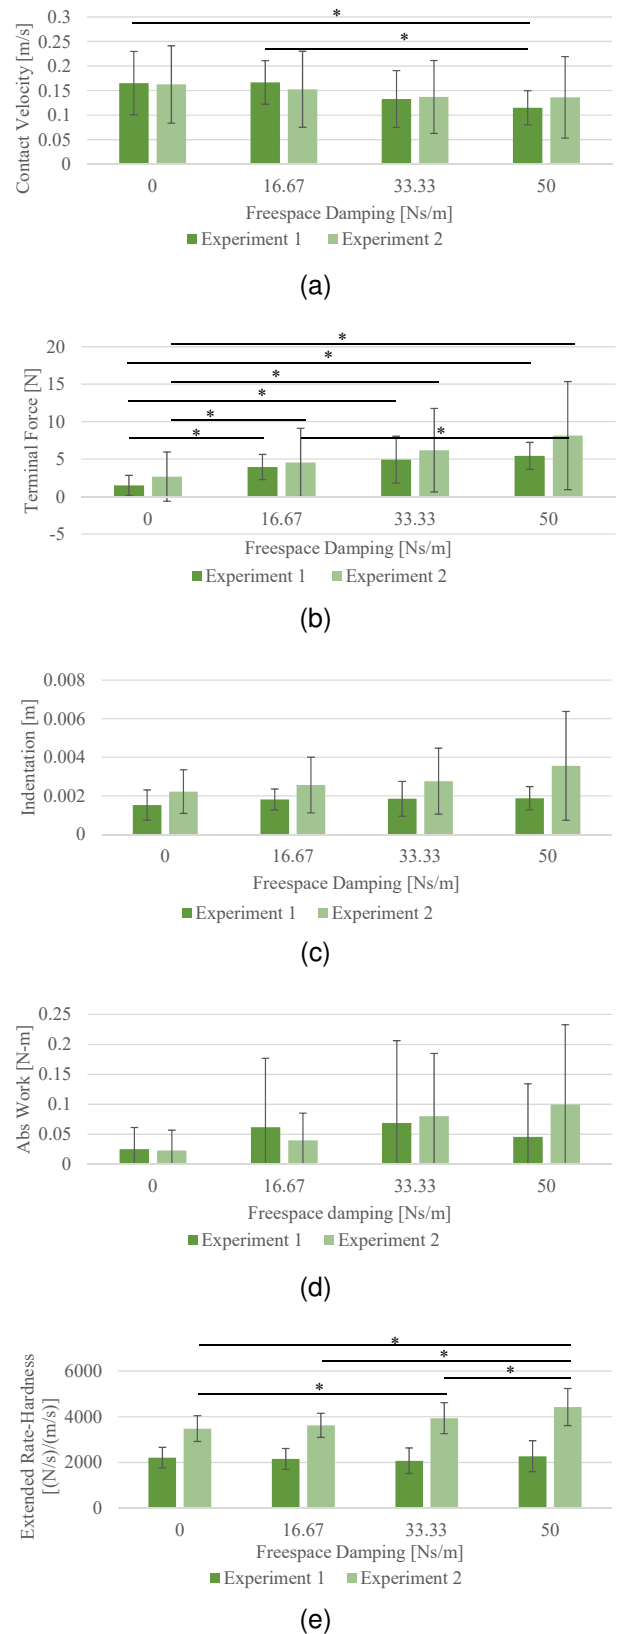 0.3
0.25
0.2
0.15
0.1
0.05
0
Contact Velocity [m/s]
*
*
0 16.67 33.33 50
Freespace Damping [Ns/m]
Experiment 1 Experiment 2
(a)
20
15
10
5
0
-5
Terminal Force [N]
*
*
*
*
*
*
*
0 16.67 33.33 50
Freespace Damping [Ns/m]
Experiment 1 Experiment 2
(b)
0.008
0.006
0.004
0.002
0
Indentation [m]
0 16.67 33.33 50
Freespace Damping [Ns/m]
Experiment 1 Experiment 2
(c)
0.25
0.2
0.15
0.1
0.05
0
Abs Work [N-m]
0 16.67 33.33 50
Freespace damping [Ns/m]
Experiment 1 Experiment 2
(d)
6000
4000
2000
0
Extended Rate-Hardness
[(N/s)/(m/s)]
*
*
*
*
0 16.67 33.33 50
Freespace Damping [Ns/m]
Experiment 1 Experiment 2
(e)